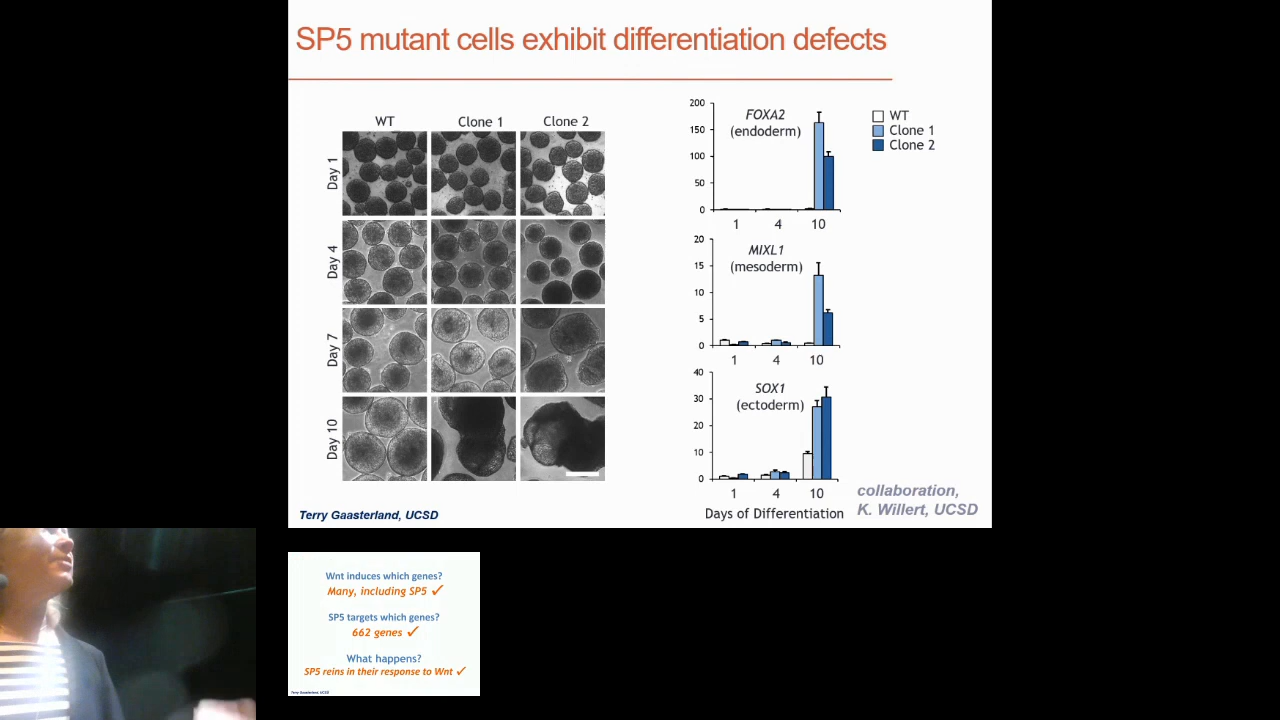 SP5 mutant cells exhibit differentiation defects
WT Clone 1 Clone 2
Day 1
Day 4
Day 7
Day 10
200
150
100
50
0
FOXA2
(endoderm)
1 4 10
WT
Clone 1
Clone 2
20
15
10
5
0
MIXL1
(mesoderm)
1 4 10
40
30
20
10
0
SOX1
(ectoderm)
1 4 10
Days of Differentiation
collaboration,
K. Willert, UCSD
Terry Gaasterland, UCSD
Wnt induces which genes?
Many, including SP5 ✓
SP5 targets which genes?
662 genes ✓
What happens?
SP5 reins in their response to Wnt ✓
Terry Gaasterland, UCSD